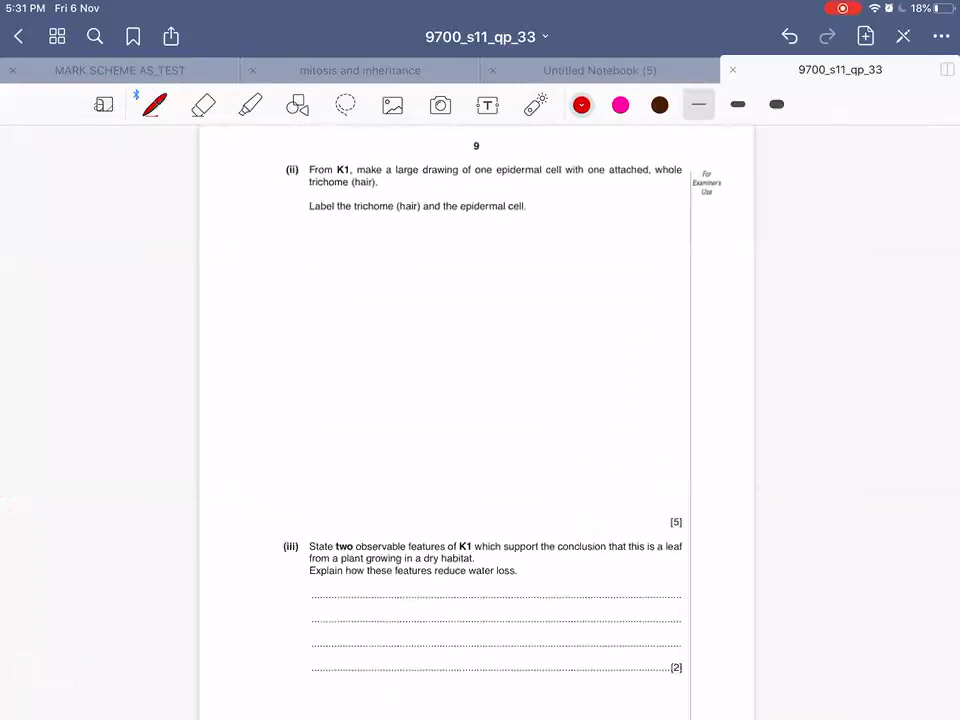 5:31 PM Fri 6 Nov
18%
9700_s11_qp_33
MARK SCHEME AS_TEST
mitosis and inheritance
Untitled Notebook (5)
9700_s11_qp_33
9
(ii) From K1, make a large drawing of one epidermal cell with one attached, whole
trichome (hair).
Label the trichome (hair) and the epidermal cell.
For
Examiner's
Use
[5]
(iii) State two observable features of K1 which support the conclusion that this is a leaf
from a plant growing in a dry habitat.
Explain how these features reduce water loss.
[2]